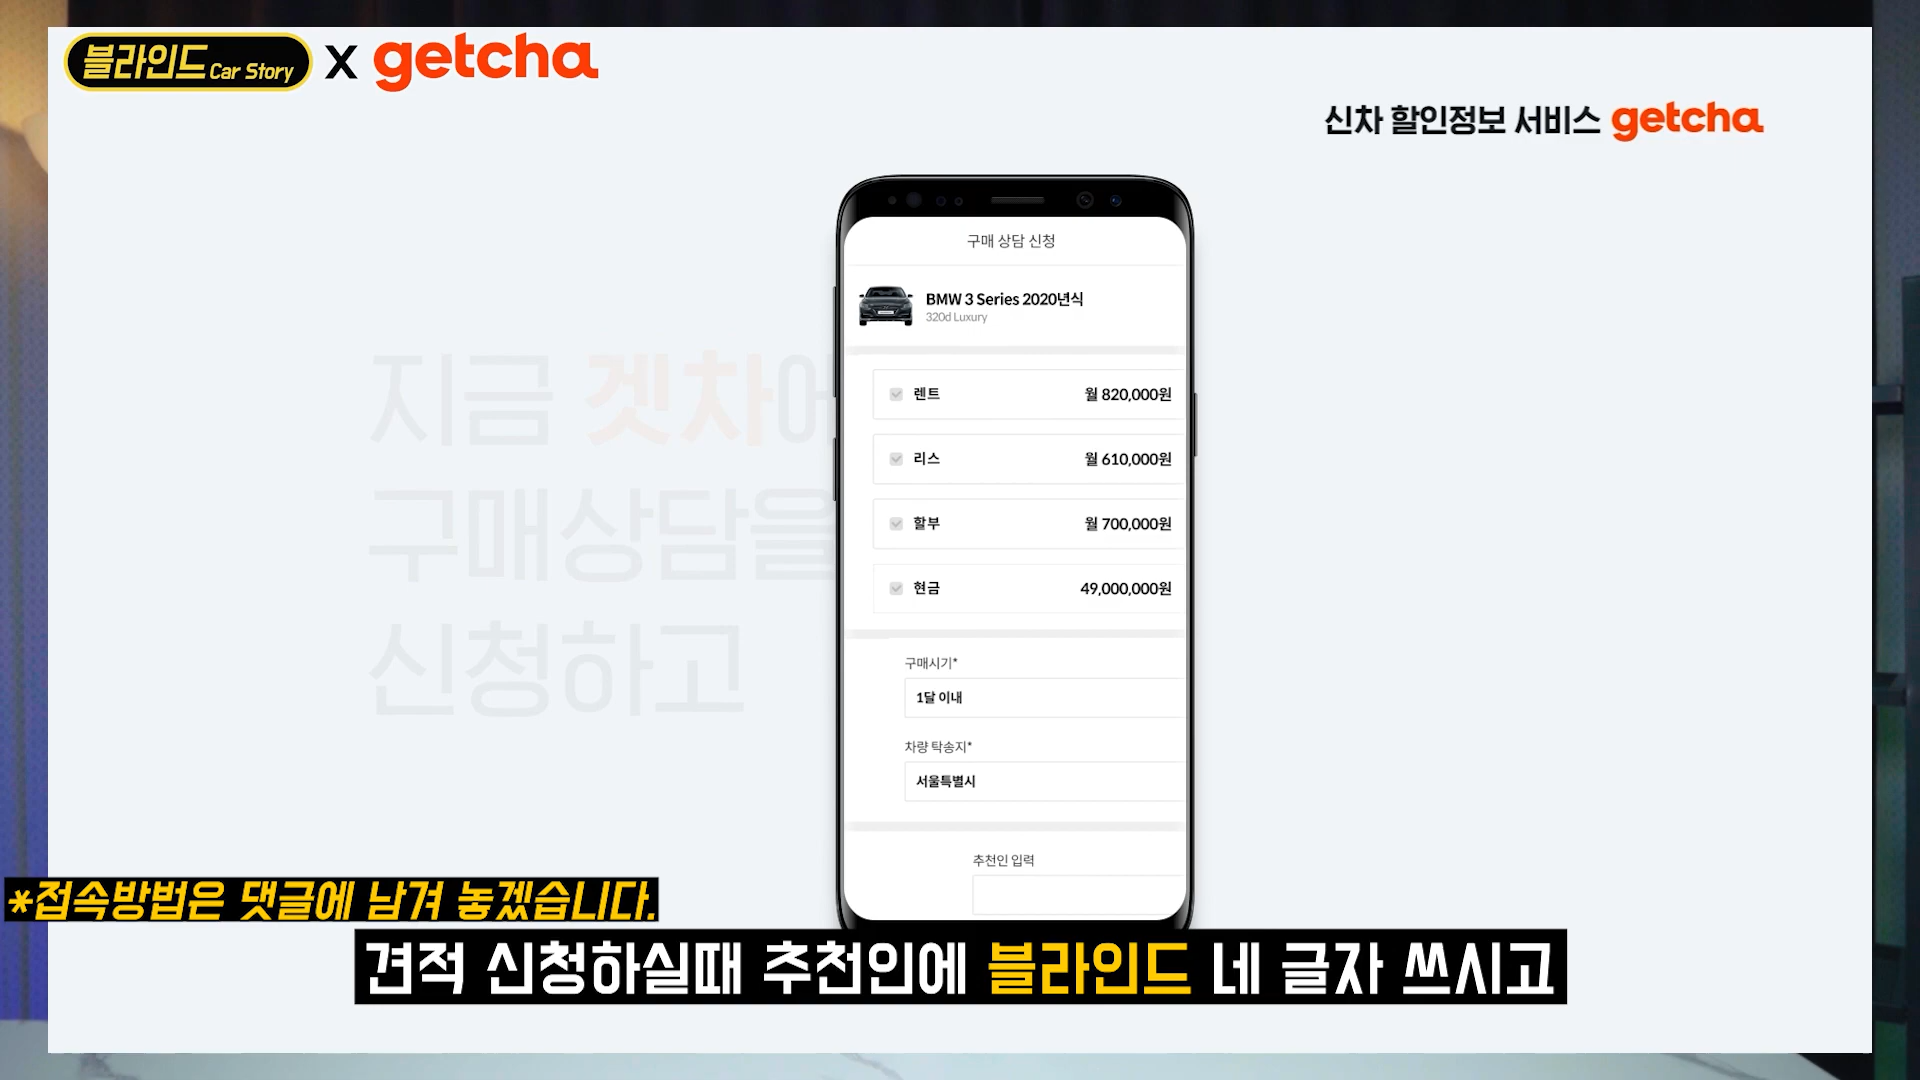 블라인드 Car Story x getcha
신차 할인정보 서비스 getcha
구매 상담 신청
BMW 3 Series 2020년식
320d Luxury
렌트 월 820,000원
리스 월 610,000원
할부 월 700,000원
현금 49,000,000원
지금 겟차에
구매상담을
신청하고
구매시기*
1달 이내
차량 탁송지*
서울특별시
추천인 입력
*접속방법은 댓글에 남겨 놓겠습니다.
견적 신청하실때 추천인에 블라인드 네 글자 쓰시고